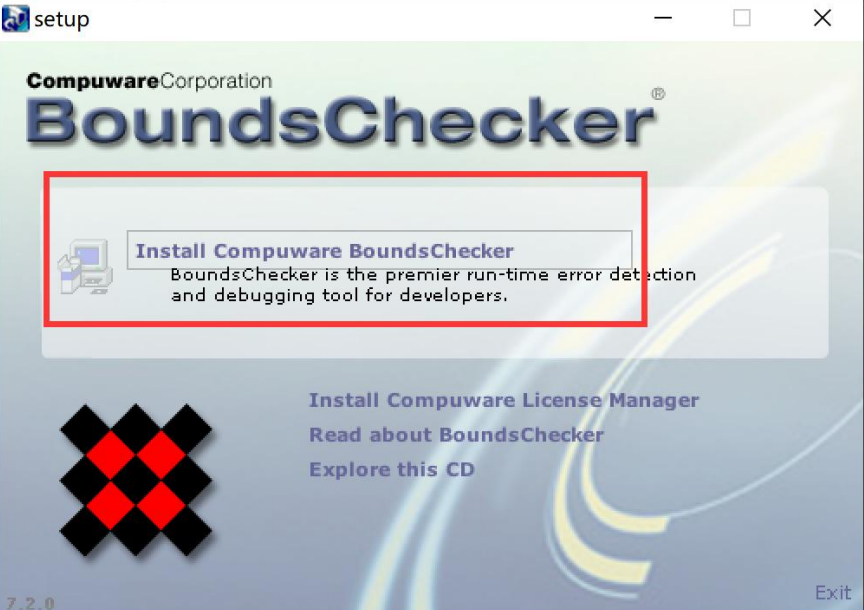 setup
CompuwareCorporation
BoundsChecker®
Install Compuware BoundsChecker
BoundsChecker is the premier run-time error detection
and debugging tool for developers.
Install Compuware License Manager
Read about BoundsChecker
Explore this CD
Exit
7.2.0